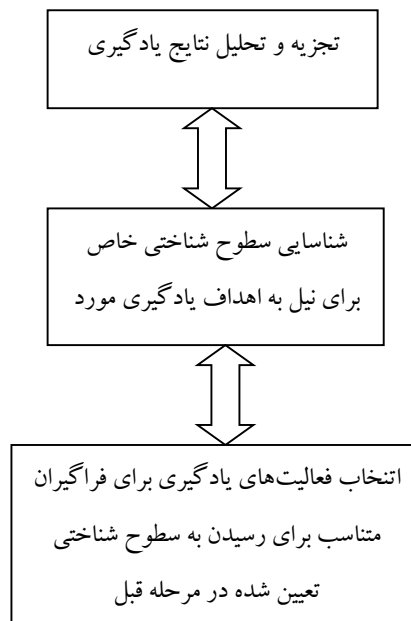 تجزیه و تحلیل نتایج یادگیری
شناسایی سطوح شناختی خاص
برای نیل به اهداف یادگیری مورد
انتخاب فعالیت‌های یادگیری برای فراگیران
متناسب برای رسیدن به سطوح شناختی
تعیین شده در مرحله قبل